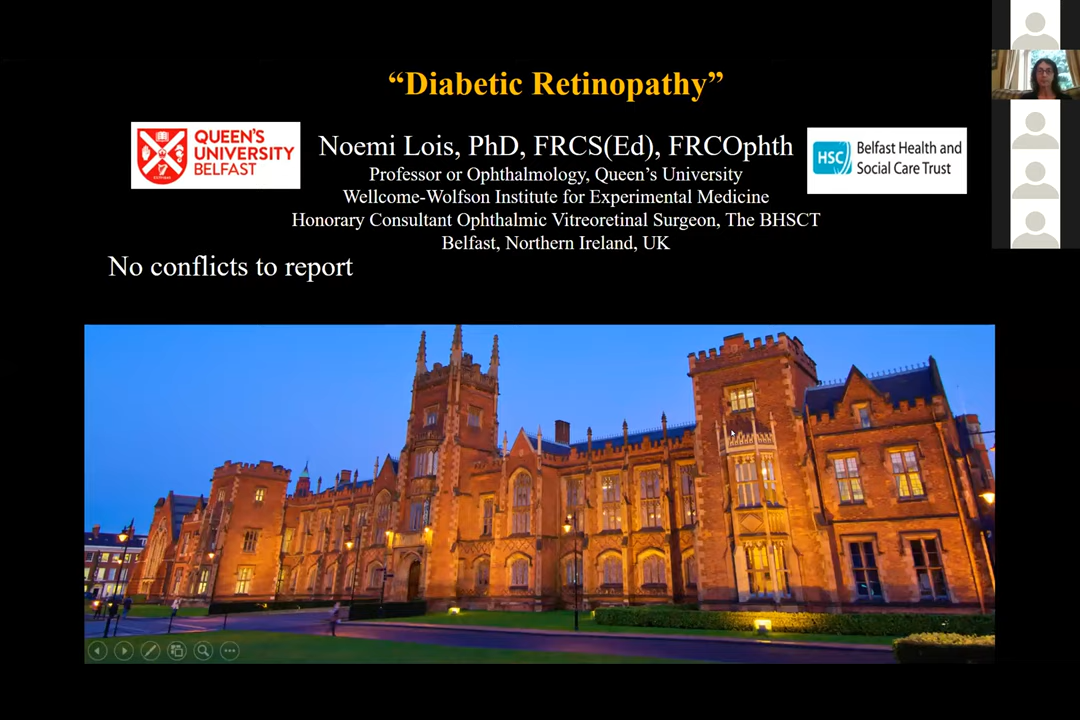 “Diabetic Retinopathy”
QUEEN'S
UNIVERSITY
BELFAST
Noemi Lois, PhD, FRCS(Ed), FRCOphth
Professor or Ophthalmology, Queen’s University
Wellcome-Wolfson Institute for Experimental Medicine
Honorary Consultant Ophthalmic Vitreoretinal Surgeon, The BHSCT
Belfast, Northern Ireland, UK
HSC
Belfast Health and
Social Care Trust
No conflicts to report